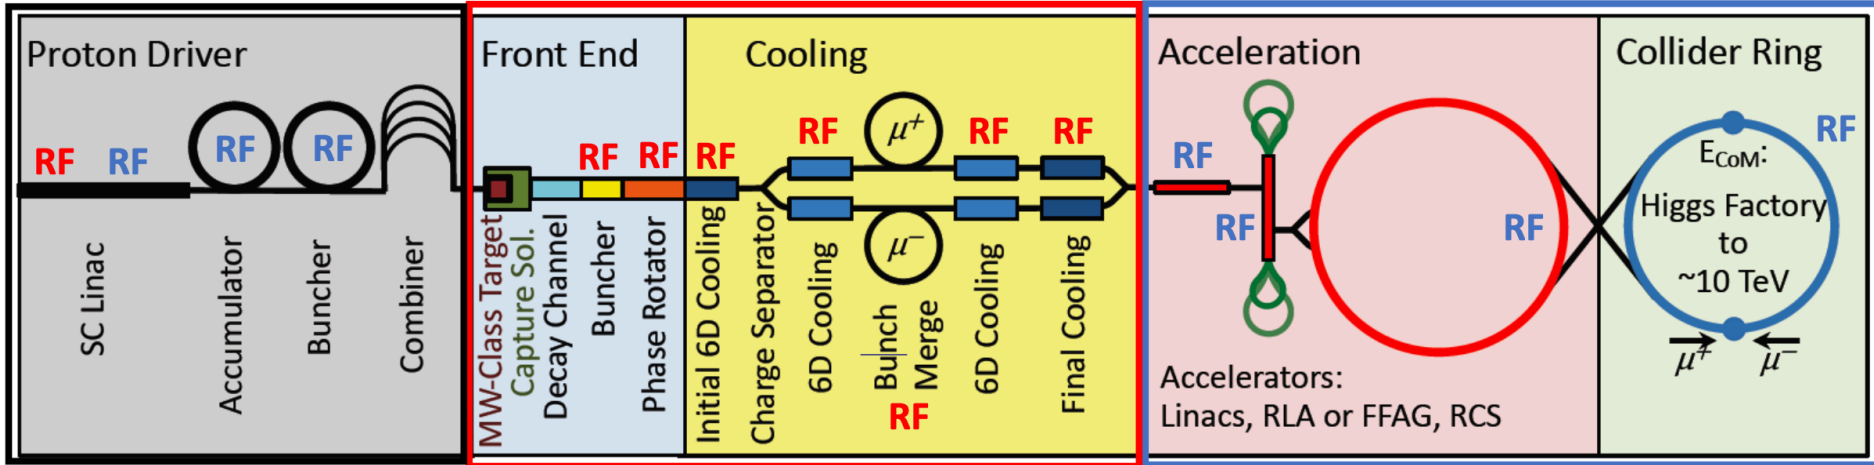 Proton Driver
RF RF RF RF
SC Linac
Accumulator
Buncher
Combiner
Front End
RF RF
MW-Class Target
Capture Sol.
Decay Channel
Buncher
Phase Rotator
Cooling
RF RF RF RF
μ+
μ−
Initial 6D Cooling
Charge Separator
6D Cooling
Bunch
Merge
RF
6D Cooling
Final Cooling
Acceleration
RF
RF
RF
Accelerators:
Linacs, RLA or FFAG, RCS
Collider Ring
RF
ECoM:
Higgs Factory
to
~10 TeV
μ+ μ−